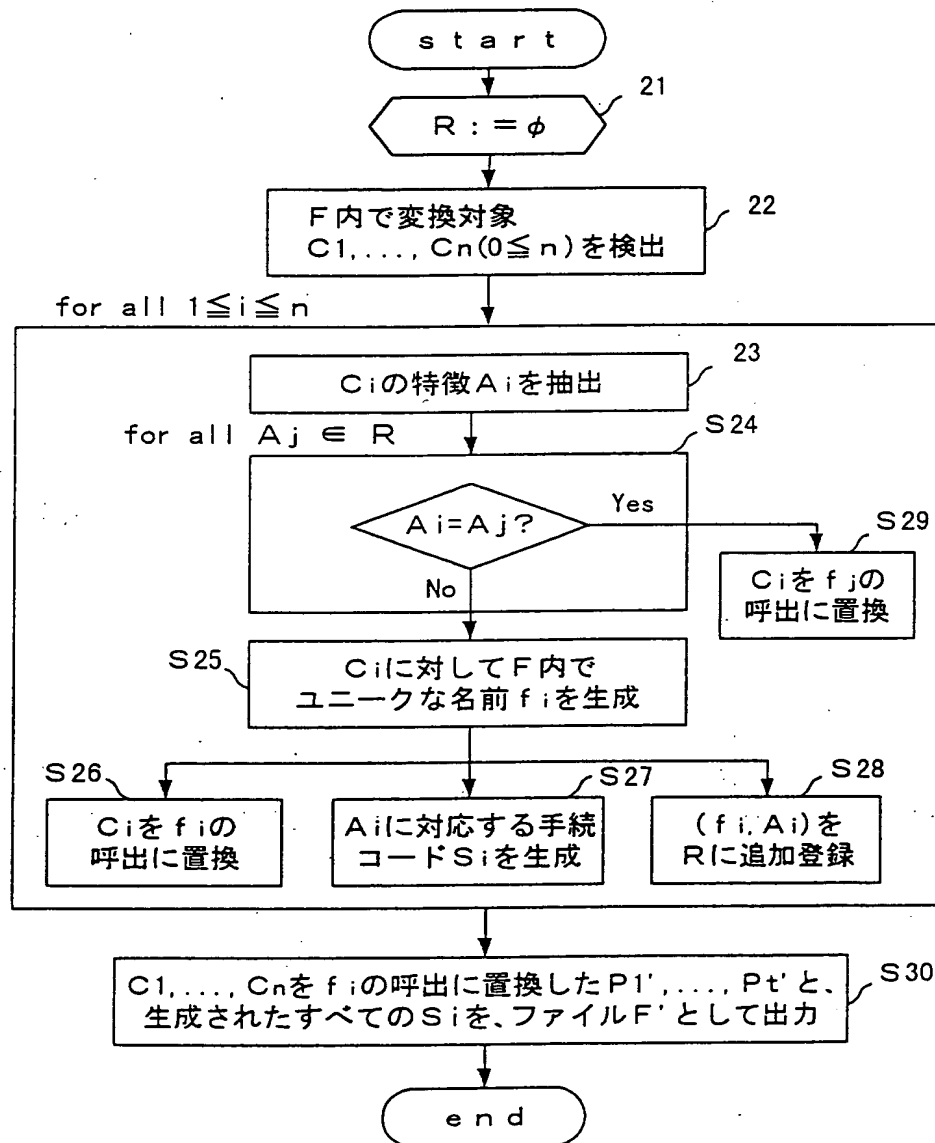 start
21
R:=φ
22
F内で変換対象
C1,..., Cn(0≦n)を検出
for all 1≦i≦n
23
Ciの特徴Aiを抽出
for all Aj ∈ R
S24
Ai=Aj?
Yes
No
S29
Ciをfjの
呼出に置換
S25
Ciに対してF内で
ユニークな名前fiを生成
S26
Ciをfiの
呼出に置換
S27
Aiに対応する手続
コードSiを生成
S28
(fi,Ai)を
Rに追加登録
S30
C1,..., Cnをfiの呼出に置換したP1',..., Pt'と、
生成されたすべてのSiを、ファイルF'として出力
end